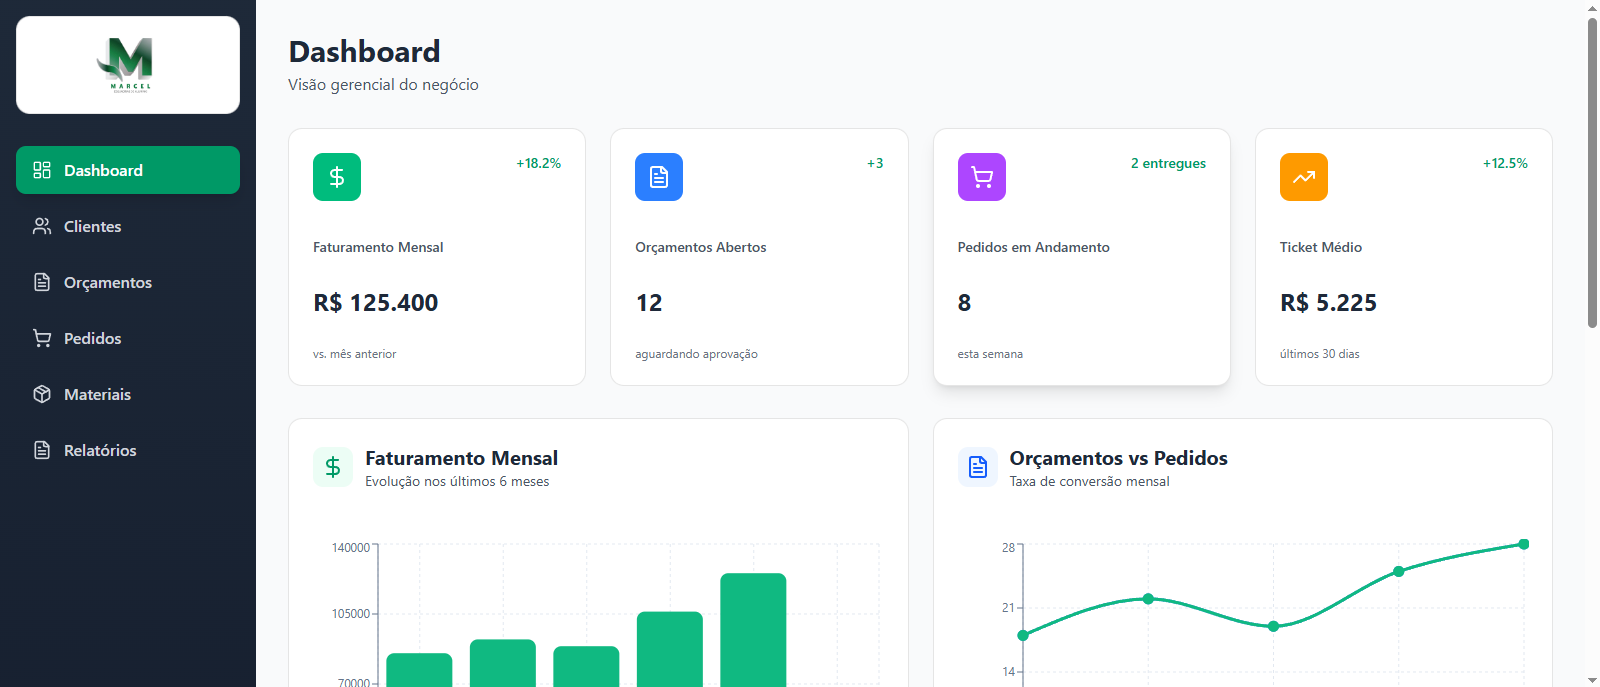 MARCEL
Dashboard
Clientes
Orçamentos
Pedidos
Materiais
Relatórios
Dashboard
Visão gerencial do negócio
+18.2%
Faturamento Mensal
R$ 125.400
vs. mês anterior
+3
Orçamentos Abertos
12
aguardando aprovação
2 entregues
Pedidos em Andamento
8
esta semana
+12.5%
Ticket Médio
R$ 5.225
últimos 30 dias
Faturamento Mensal
Evolução nos últimos 6 meses
140000
105000
70000
Orçamentos vs Pedidos
Taxa de conversão mensal
28
21
14